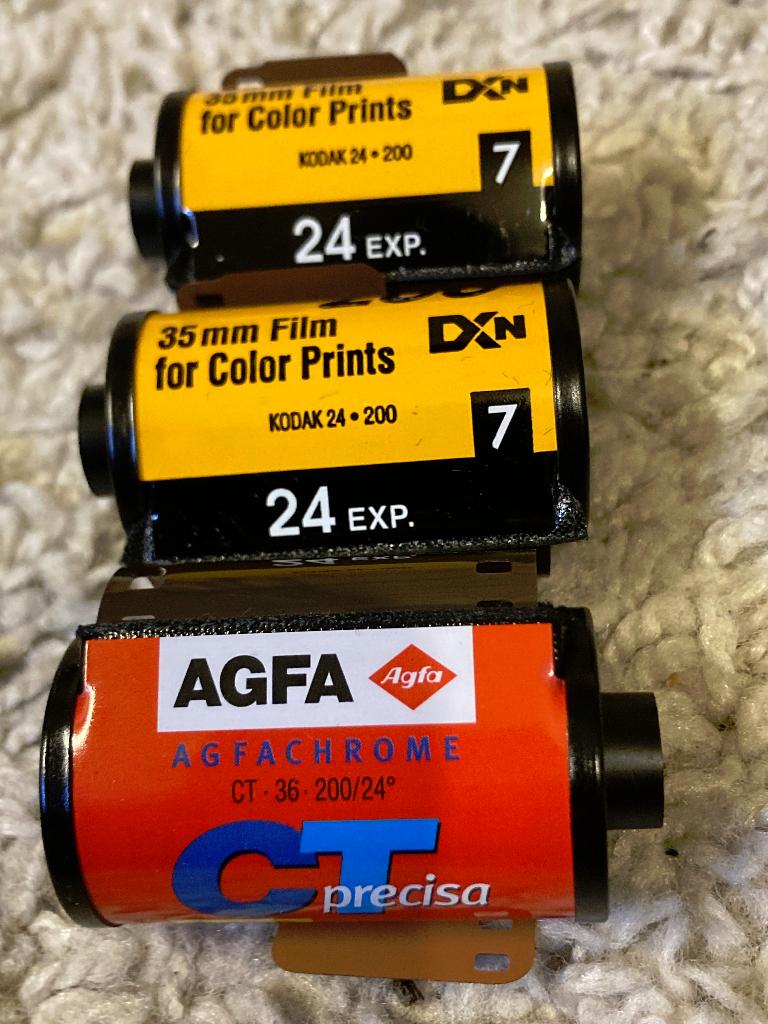 35mm Film
for Color Prints
DXN
KODAK 24 • 200
7
24 EXP.
200
35mm Film
for Color Prints
DXN
KODAK 24 • 200
7
24 EXP.
AGFA
Agfa
AGFACHROME
CT · 36 · 200/24°
CT
precisa